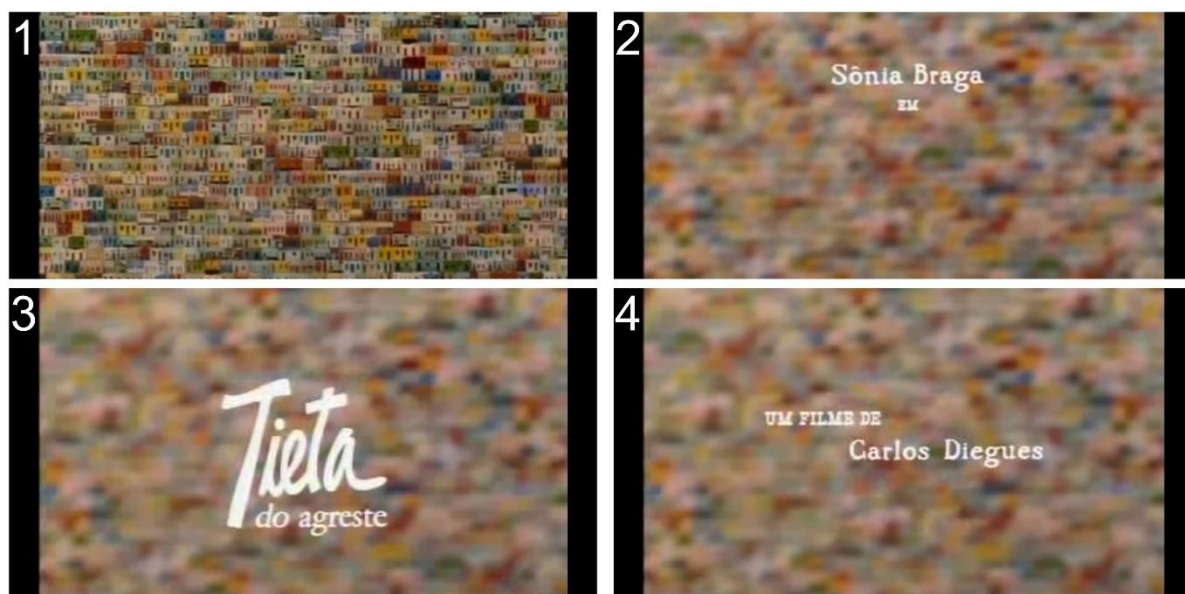 1
2
Sônia Braga
EM
3
Tieta
do agreste
4
UM FILME DE
Carlos Diegues